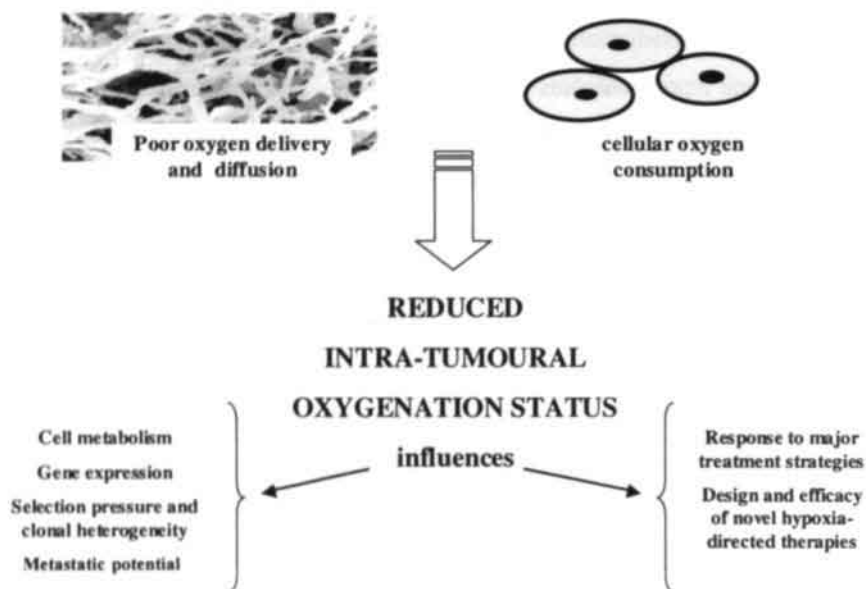 Poor oxygen delivery
and diffusion
cellular oxygen
consumption
REDUCED
INTRA-TUMOURAL
OXYGENATION STATUS
influences
Cell metabolism
Gene expression
Selection pressure and
clonal heterogeneity
Metastatic potential
Response to major
treatment strategies
Design and efficacy
of novel hypoxia-
directed therapies